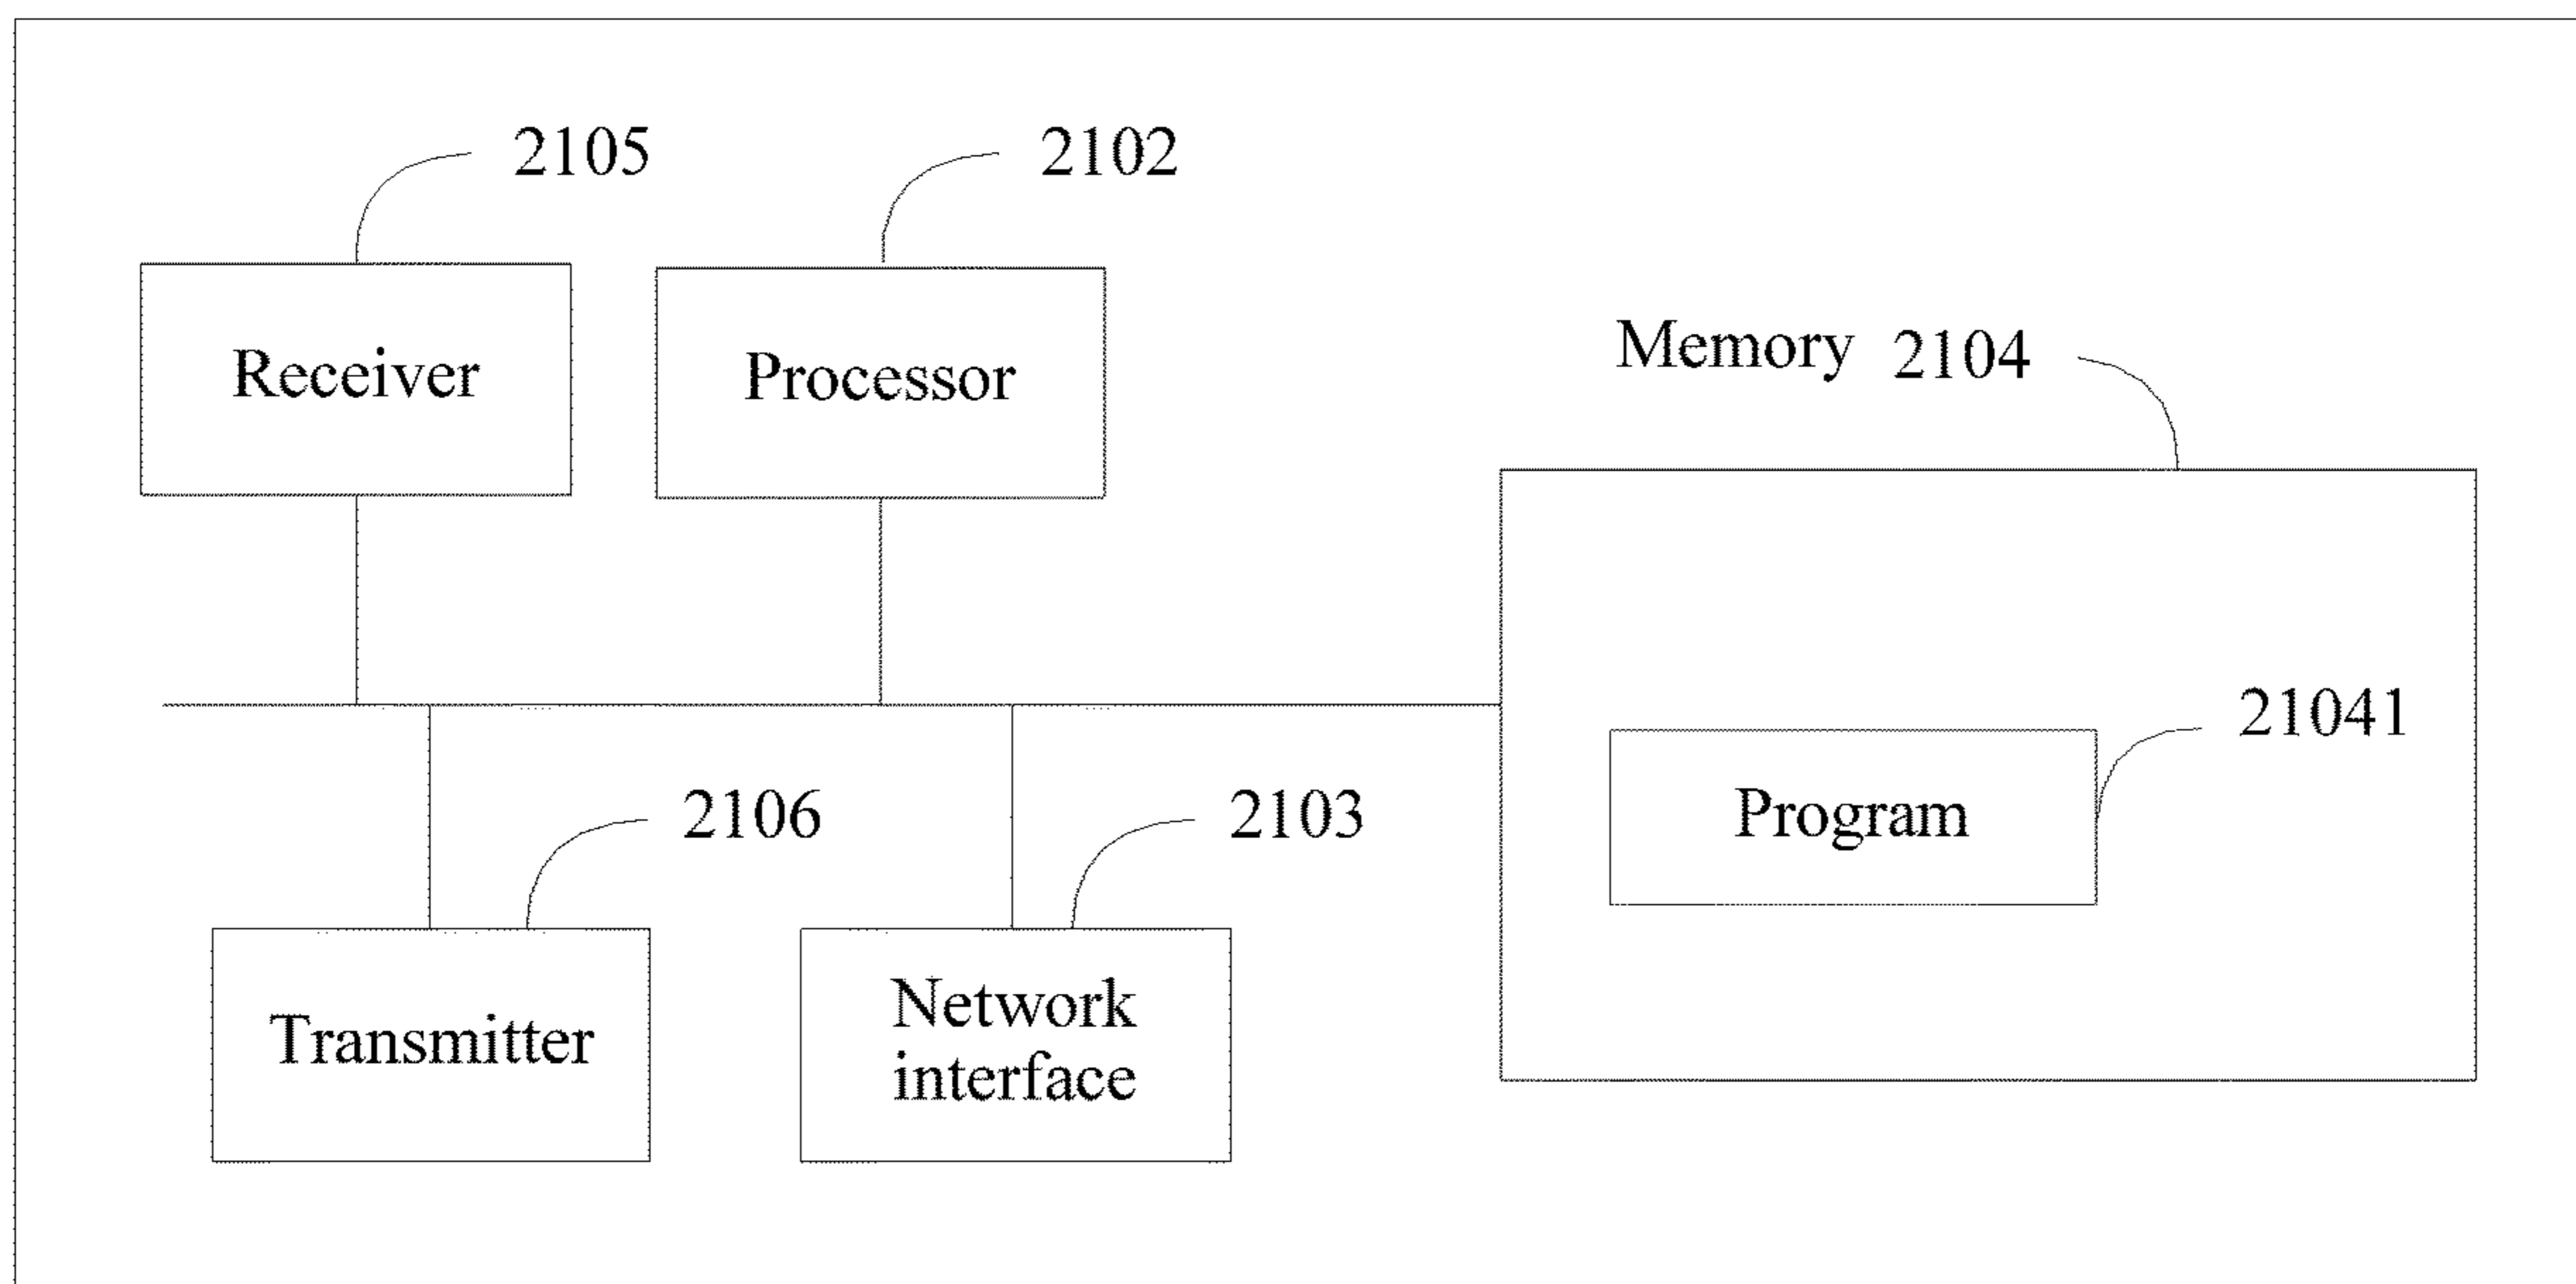 2105
2102
Receiver
Processor
Memory 2104
21041
Program
2106
2103
Transmitter
Network
interface